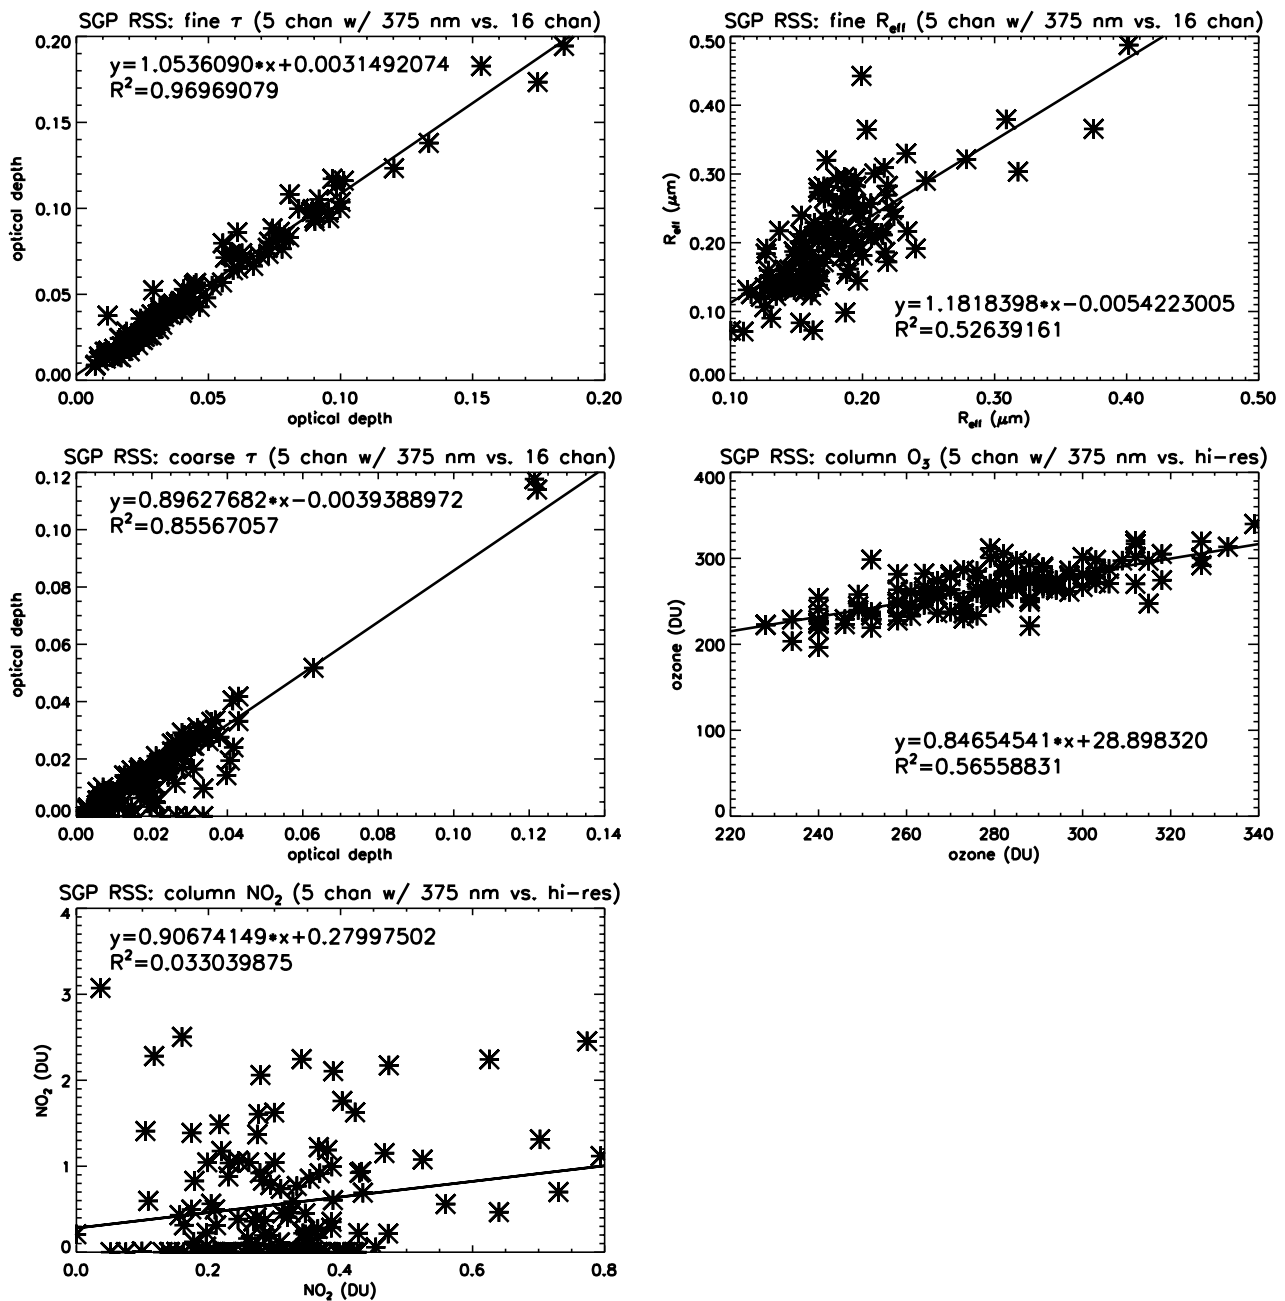 SGP RSS: fine τ (5 chan w/ 375 nm vs. 16 chan)
y=1.0536090*x+0.0031492074
R²=0.96969079
0.20
0.15
0.10
0.05
0.00
optical depth
0.00 0.05 0.10 0.15 0.20
optical depth
SGP RSS: fine Reff (5 chan w/ 375 nm vs. 16 chan)
0.50
0.40
0.30
0.20
0.10
0.00
Reff (μm)
y=1.1818398*x−0.0054223005
R²=0.52639161
0.10 0.20 0.30 0.40 0.50
Reff (μm)
SGP RSS: coarse τ (5 chan w/ 375 nm vs. 16 chan)
y=0.89627682*x−0.0039388972
R²=0.85567057
0.12
0.10
0.08
0.06
0.04
0.02
0.00
optical depth
0.00 0.02 0.04 0.06 0.08 0.10 0.12 0.14
optical depth
SGP RSS: column O₃ (5 chan w/ 375 nm vs. hi−res)
400
300
200
100
0
ozone (DU)
y=0.84654541*x+28.898320
R²=0.56558831
220 240 260 280 300 320 340
ozone (DU)
SGP RSS: column NO₂ (5 chan w/ 375 nm vs. hi−res)
y=0.90674149*x+0.27997502
R²=0.033039875
4
3
2
1
0
NO₂ (DU)
0.0 0.2 0.4 0.6 0.8
NO₂ (DU)